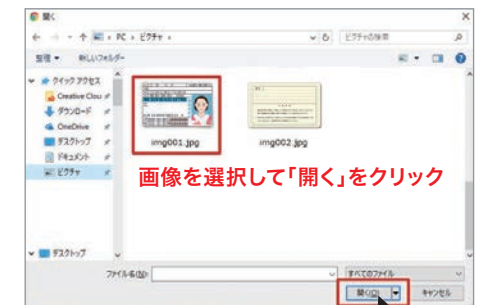 開く
PC › ピクチャ ›
ピクチャの検索
整理 新しいフォルダー
クイック アクセス
Creative Clou
ダウンロード
OneDrive
デスクトップ
ドキュメント
ピクチャ
img001.jpg
img002.jpg
画像を選択して「開く」をクリック
デスクトップ
ファイル名(N):
すべてのファイル
開く(O)
キャンセル